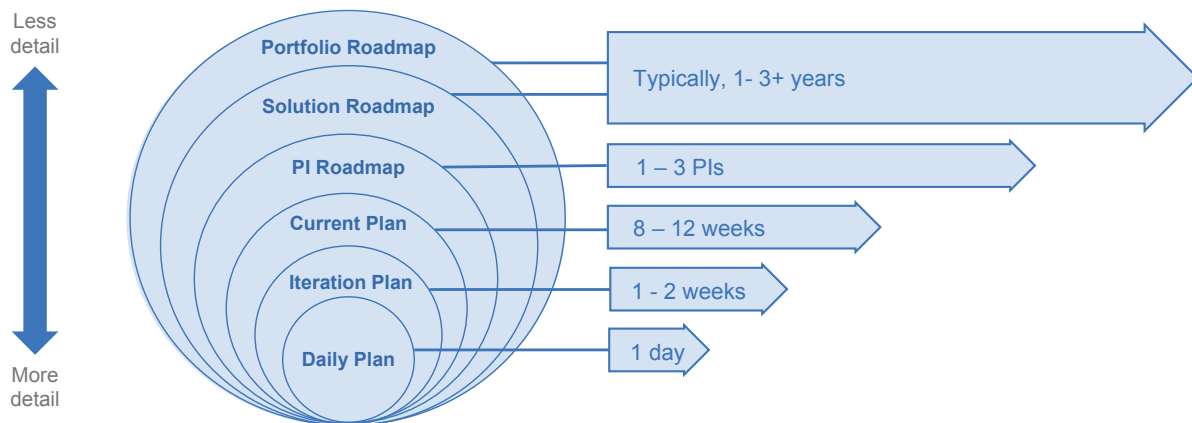 Less
detail
Portfolio Roadmap
Typically, 1- 3+ years
Solution Roadmap
PI Roadmap
1 – 3 PIs
Current Plan
8 – 12 weeks
Iteration Plan
1 - 2 weeks
Daily Plan
1 day
More
detail